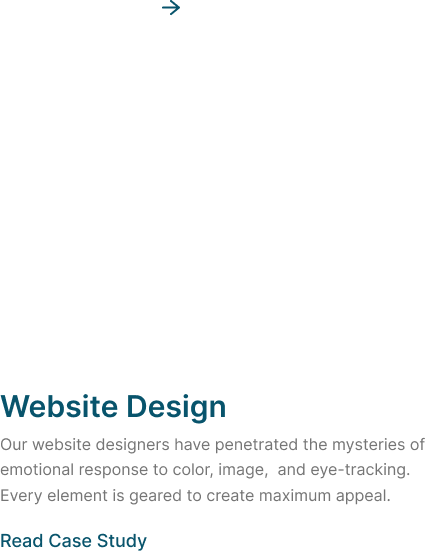 Website Design
Our website designers have penetrated the mysteries of
emotional response to color, image,  and eye-tracking.
Every element is geared to create maximum appeal.
Read Case Study